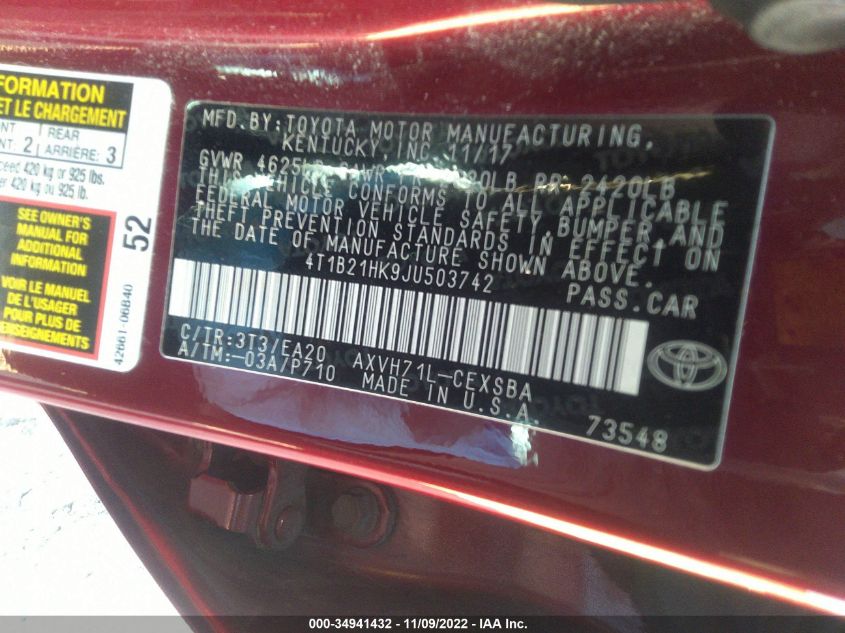 FORMATION
ET LE CHARGEMENT
REAR
2
ARRIÈRE: 3
420 kg or 925 lbs.
420 kg ou 925 lb.
SEE OWNER'S
MANUAL FOR
ADDITIONAL
INFORMATION
VOIR LE MANUEL
DE L'USAGER
POUR PLUS DE
RENSEIGNEMENTS
52
42661-06B40
MFD.BY:TOYOTA MOTOR MANUFACTURING,
KENTUCKY, INC. 11/17
GVWR 4625LB RR 2420LB
THIS VEHICLE CONFORMS TO ALL APPLICABLE
FEDERAL MOTOR VEHICLE SAFETY, BUMPER, AND
THEFT PREVENTION STANDARDS IN EFFECT ON
THE DATE OF MANUFACTURE SHOWN ABOVE.
4T1B21HK9JU503742
PASS.CAR
C/TR:3T3/EA20 AXVH71L-CEXSBA
A/TM:-03A/P710 MADE IN U.S.A.
73548
000-34941432 - 11/09/2022 - IAA Inc.